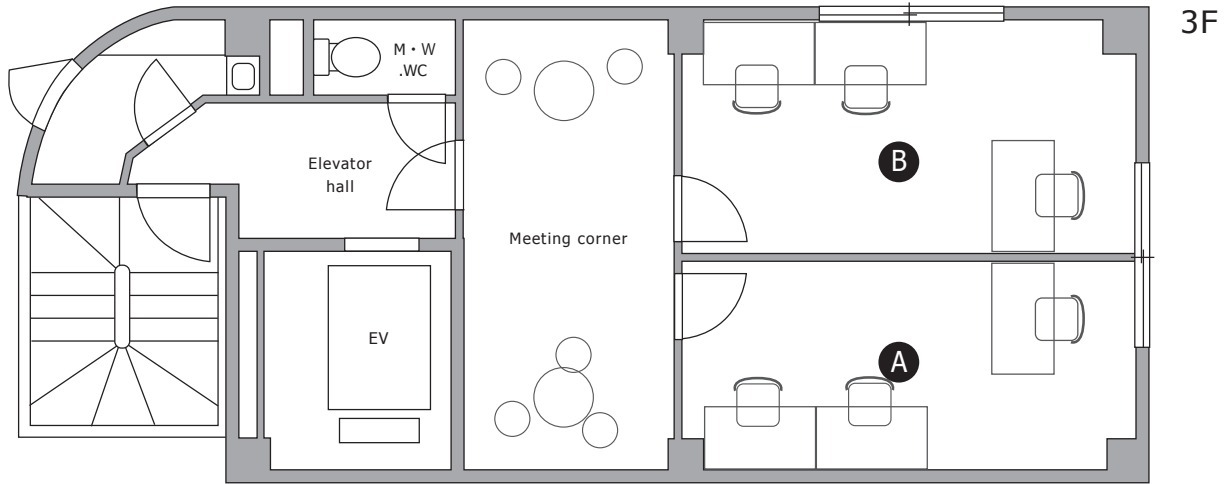 3F
M・W
.WC
Elevator
hall
B
Meeting corner
EV
A